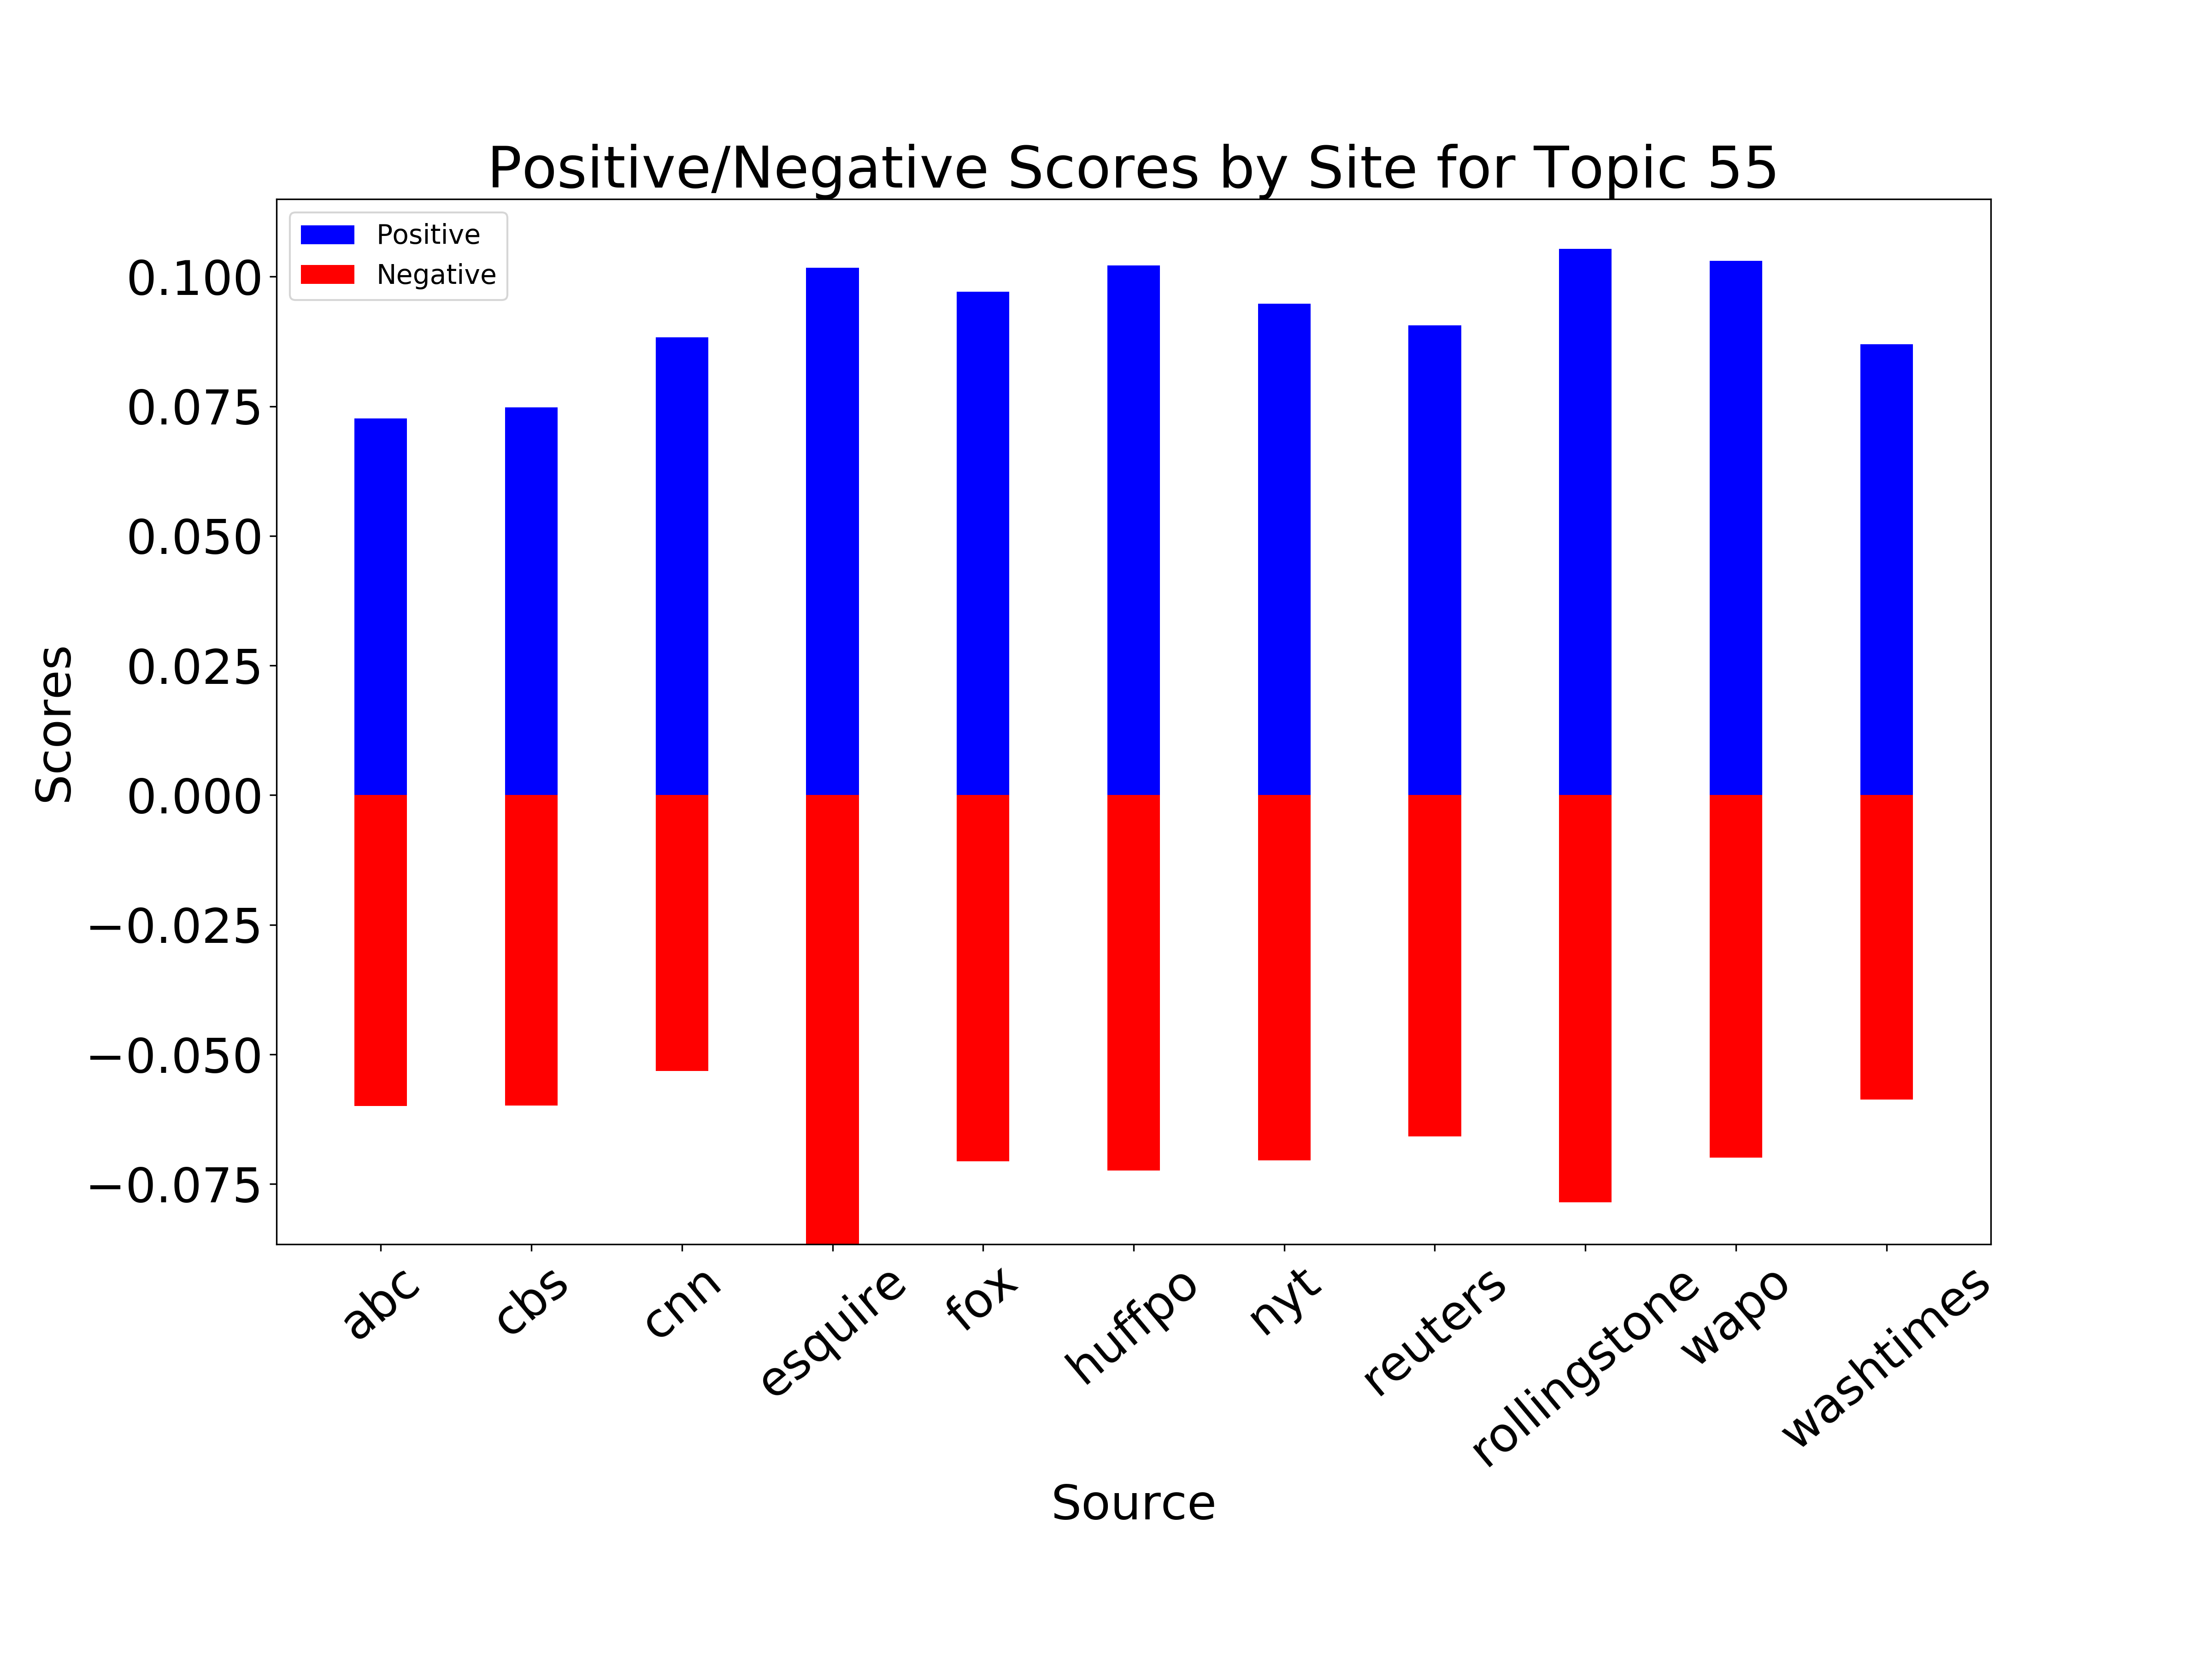 Positive/Negative Scores by Site for Topic 55
Positive
Negative
0.100
0.075
0.050
0.025
0.000
−0.025
−0.050
−0.075
Scores
abc
cbs
cnn
esquire
fox
huffpo
nyt
reuters
rollingstone
wapo
washtimes
Source